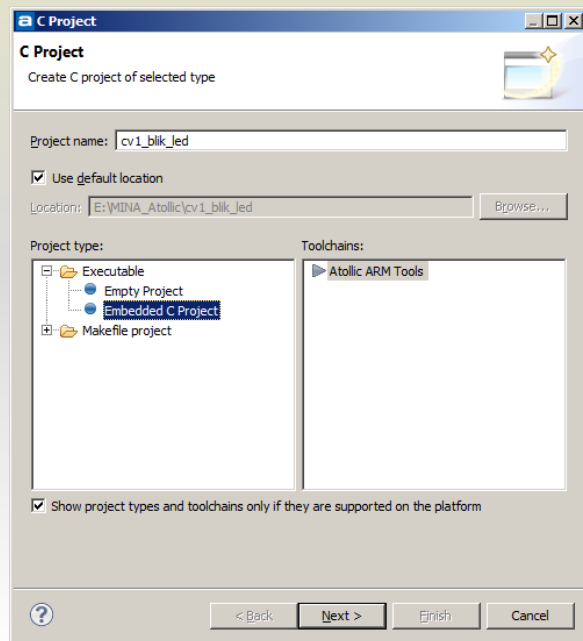 C Project
C Project
Create C project of selected type
Project name: cv1_blik_led
Use default location
Location: E:\MINA_Atollic\cv1_blik_led Browse...
Project type:
Executable
Empty Project
Embedded C Project
Makefile project
Toolchains:
Atollic ARM Tools
Show project types and toolchains only if they are supported on the platform
? < Back Next > Finish Cancel